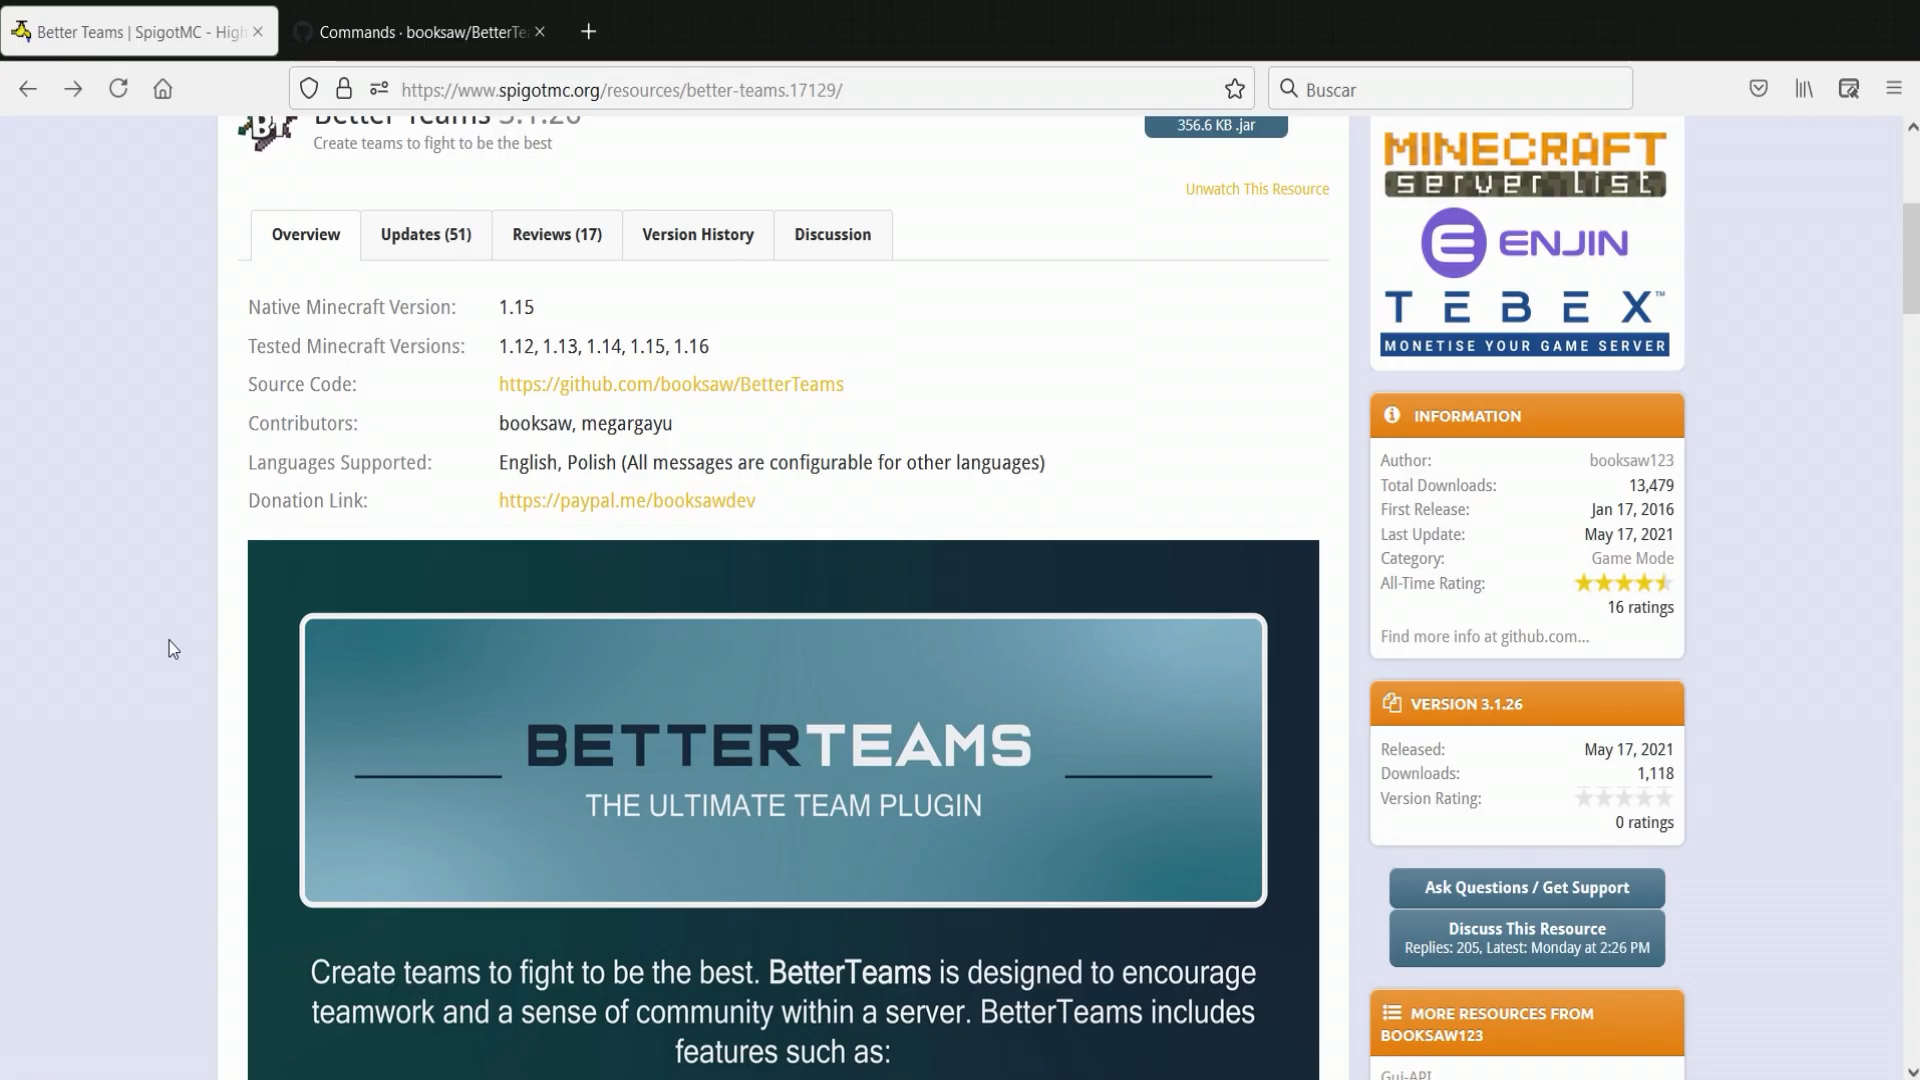 Better Teams | SpigotMC - High
Commands · booksaw/BetterTe
https://www.spigotmc.org/resources/better-teams.17129/
Buscar
Better Teams 3.1.26
Create teams to fight to be the best
356.6 KB .jar
Unwatch This Resource
Overview
Updates (51)
Reviews (17)
Version History
Discussion
Native Minecraft Version: 1.15
Tested Minecraft Versions: 1.12, 1.13, 1.14, 1.15, 1.16
Source Code: https://github.com/booksaw/BetterTeams
Contributors: booksaw, megargayu
Languages Supported: English, Polish (All messages are configurable for other languages)
Donation Link: https://paypal.me/booksawdev
BETTERTEAMS
THE ULTIMATE TEAM PLUGIN
Create teams to fight to be the best. BetterTeams is designed to encourage
teamwork and a sense of community within a server. BetterTeams includes
features such as:
MINECRAFT
server list
ENJIN
TEBEX™
MONETISE YOUR GAME SERVER
INFORMATION
Author: booksaw123
Total Downloads: 13,479
First Release: Jan 17, 2016
Last Update: May 17, 2021
Category: Game Mode
All-Time Rating:
16 ratings
Find more info at github.com...
VERSION 3.1.26
Released: May 17, 2021
Downloads: 1,118
Version Rating:
0 ratings
Ask Questions / Get Support
Discuss This Resource
Replies: 205, Latest: Monday at 2:26 PM
MORE RESOURCES FROM
BOOKSAW123
Gui-API